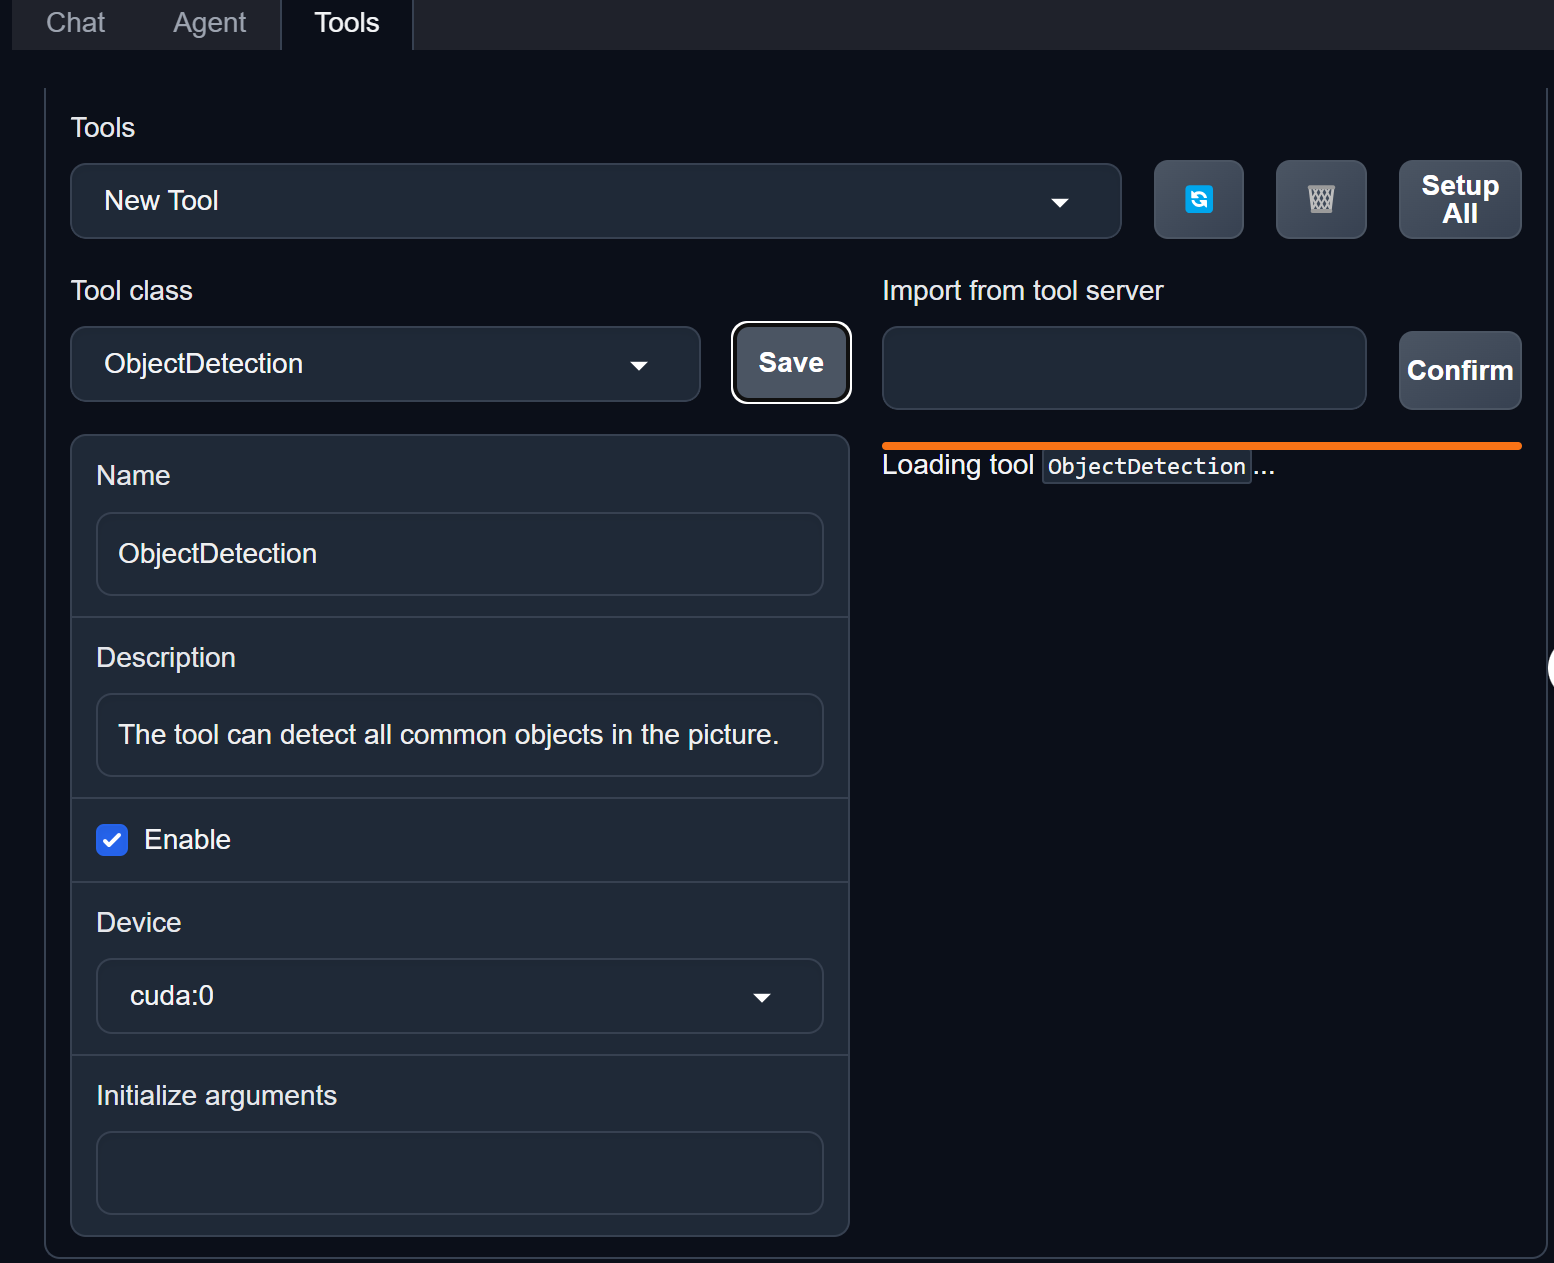 Chat
Agent
Tools
Tools
New Tool
Setup
All
Tool class
Import from tool server
ObjectDetection
Save
Confirm
Loading tool ObjectDetection...
Name
ObjectDetection
Description
The tool can detect all common objects in the picture.
Enable
Device
cuda:0
Initialize arguments